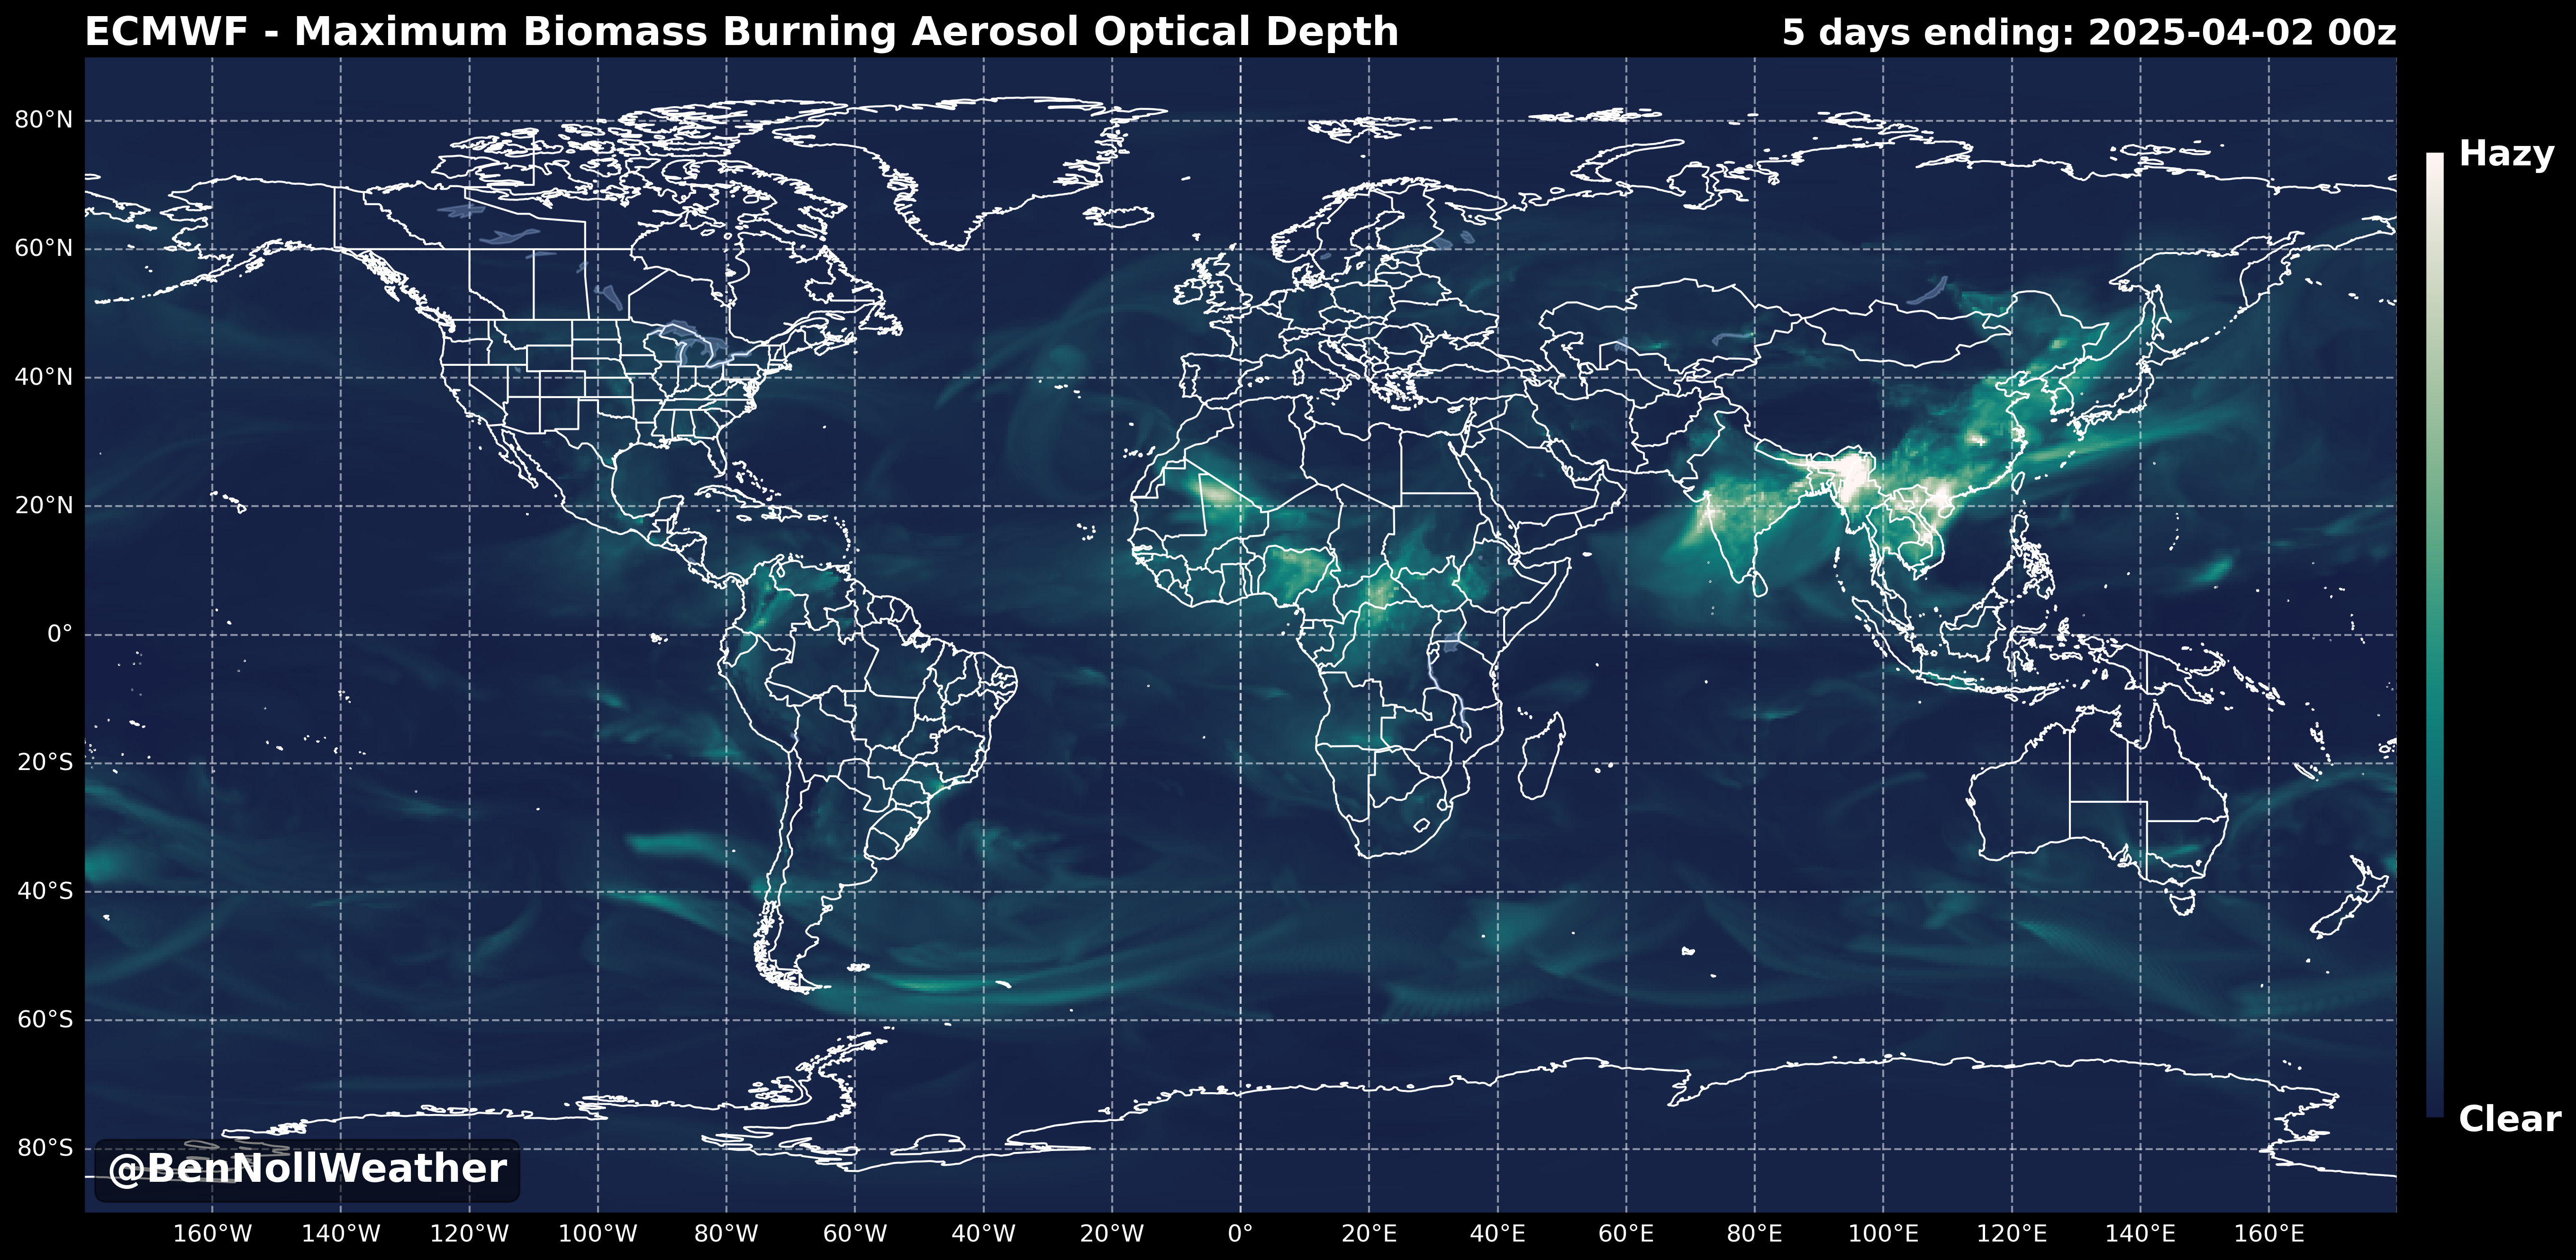 ECMWF - Maximum Biomass Burning Aerosol Optical Depth
5 days ending: 2025-04-02 00z
Hazy
80°N
60°N
40°N
20°N
0°
20°S
40°S
60°S
80°S
Clear
@BenNollWeather
160°W 140°W 120°W 100°W 80°W 60°W 40°W 20°W 0° 20°E 40°E 60°E 80°E 100°E 120°E 140°E 160°E